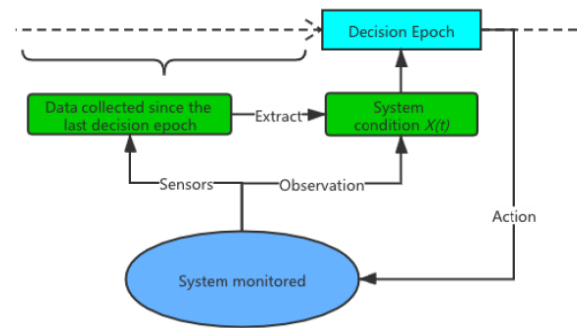 Decision Epoch
Data collected since the
last decision epoch
Extract
System
condition X(t)
Sensors
Observation
Action
System monitored